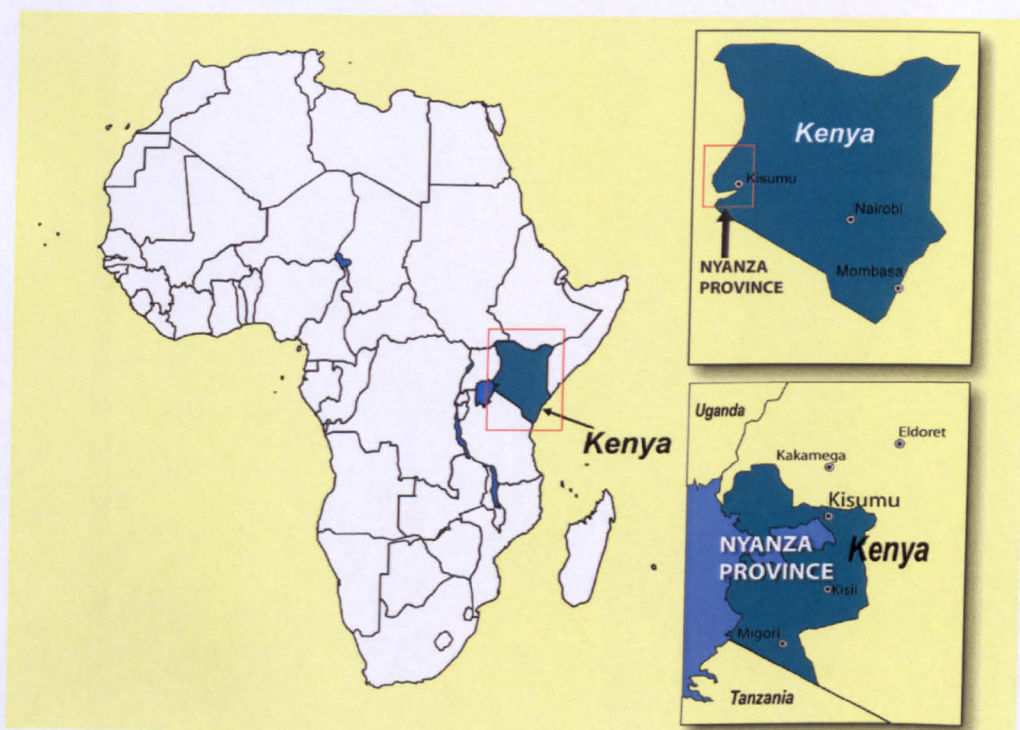 Kenya
Kenya
Kisumu
Nairobi
Mombasa
NYANZA
PROVINCE
Uganda
Eldoret
Kakamega
Kisumu
NYANZA
PROVINCE
Kenya
Kisii
Migori
Tanzania